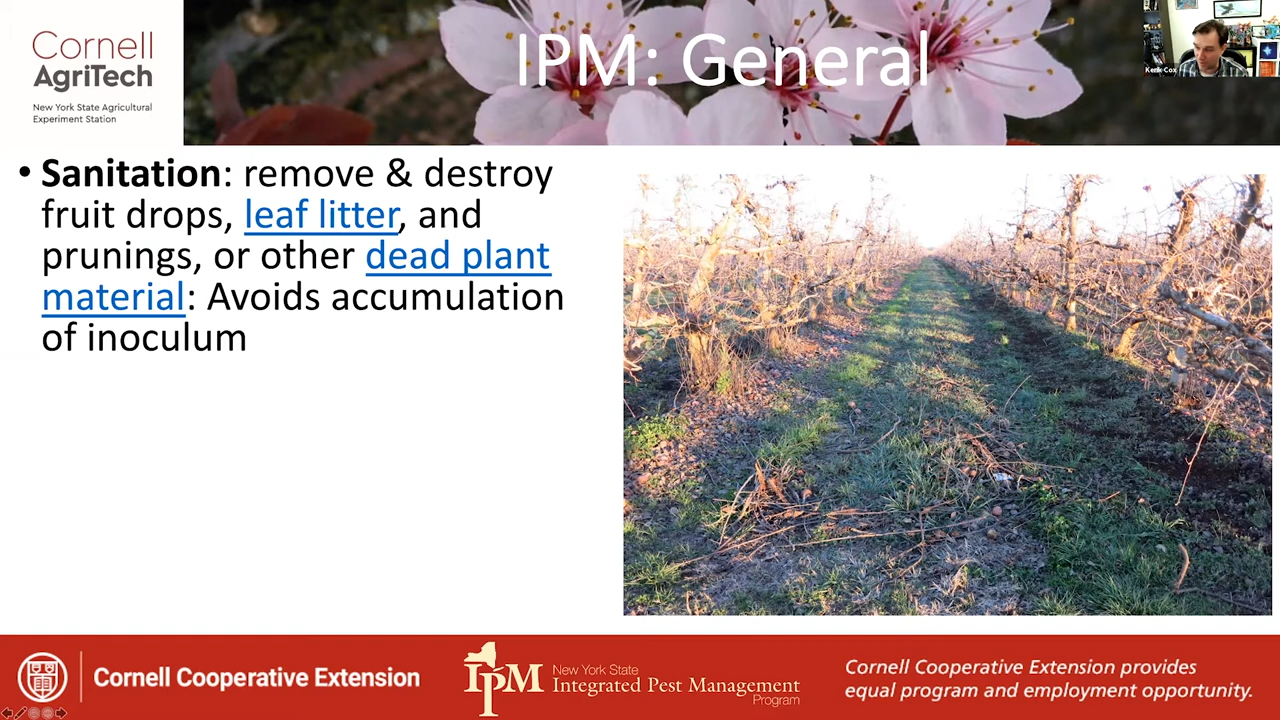 Cornell
AgriTech
New York State Agricultural
Experiment Station
IPM: General
Kerik Cox
• Sanitation: remove & destroy
fruit drops, leaf litter, and
prunings, or other dead plant
material: Avoids accumulation
of inoculum
Cornell Cooperative Extension
IPM
New York State
Integrated Pest Management
Program
Cornell Cooperative Extension provides
equal program and employment opportunity.